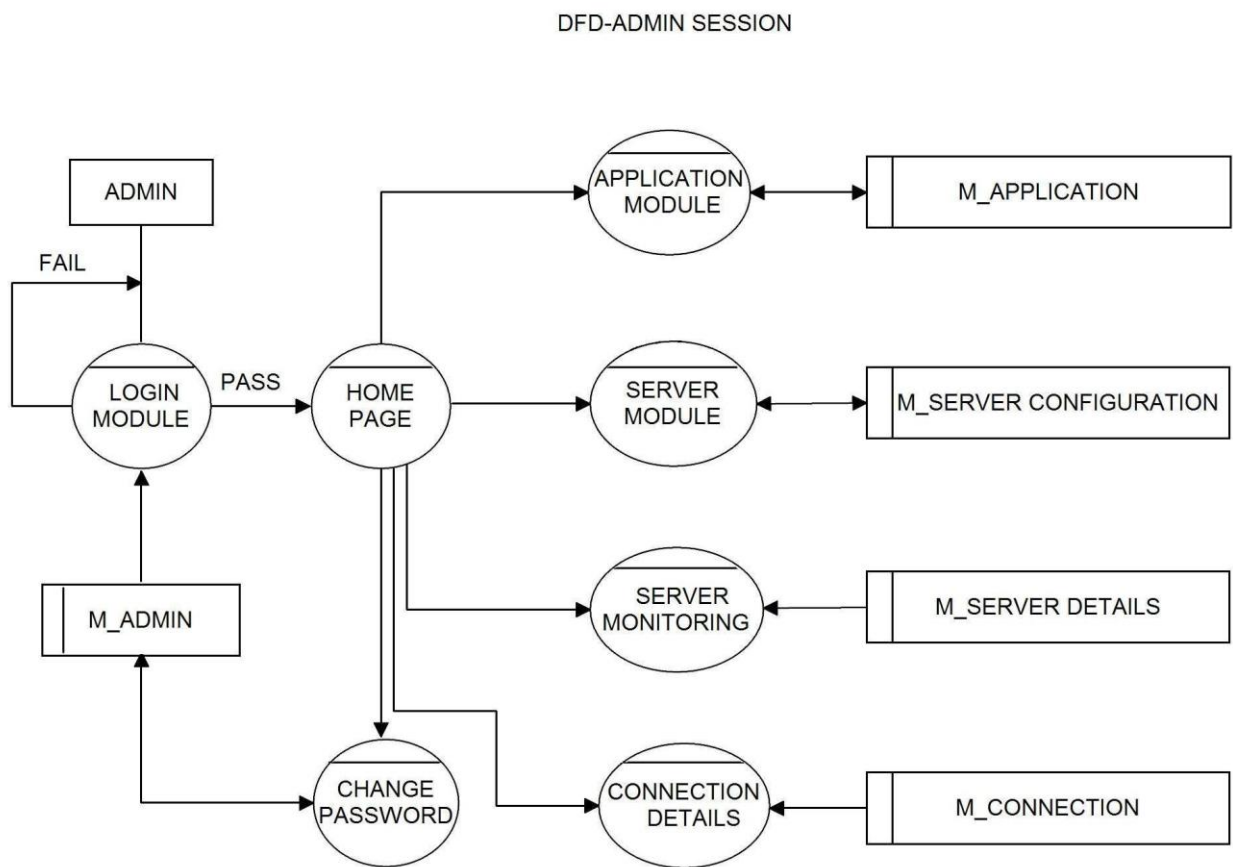 DFD-ADMIN SESSION
ADMIN
FAIL
LOGIN
MODULE
PASS
HOME
PAGE
APPLICATION
MODULE
M_APPLICATION
SERVER
MODULE
M_SERVER CONFIGURATION
M_ADMIN
SERVER
MONITORING
M_SERVER DETAILS
CHANGE
PASSWORD
CONNECTION
DETAILS
M_CONNECTION